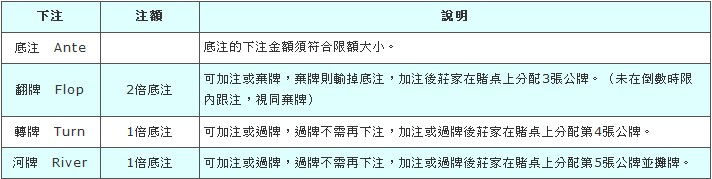 下注 注額 說明
底注 Ante 底注的下注金額須符合限額大小。
翻牌 Flop 2倍底注 可加注或棄牌，棄牌則輸掉底注，加注後莊家在賭桌上分配3張公牌。（未在倒數時限
內跟注，視同棄牌）
轉牌 Turn 1倍底注 可加注或過牌，過牌不需再下注，加注或過牌後莊家在賭桌上分配第4張公牌。
河牌 River 1倍底注 可加注或過牌，過牌不需再下注，加注或過牌後莊家在賭桌上分配第5張公牌並攤牌。